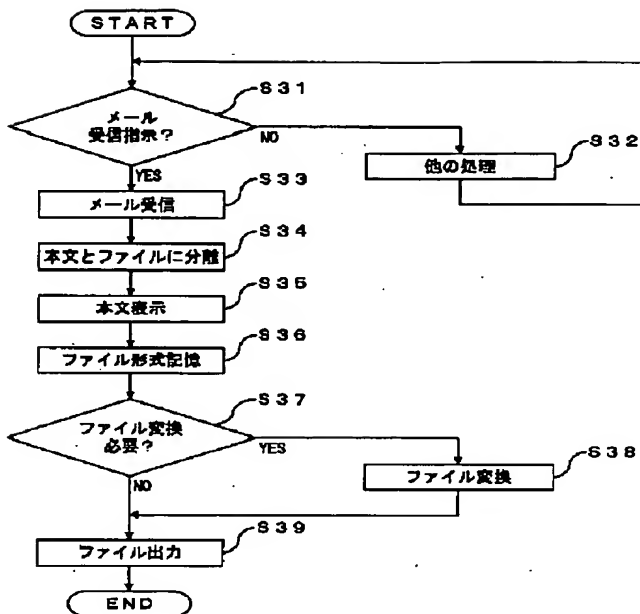 START
S31
メール
受信指示?
NO
S32
他の処理
YES
S33
メール受信
S34
本文とファイルに分離
S35
本文表示
S36
ファイル形式記憶
S37
ファイル変換
必要?
YES
S38
ファイル変換
NO
S39
ファイル出力
END